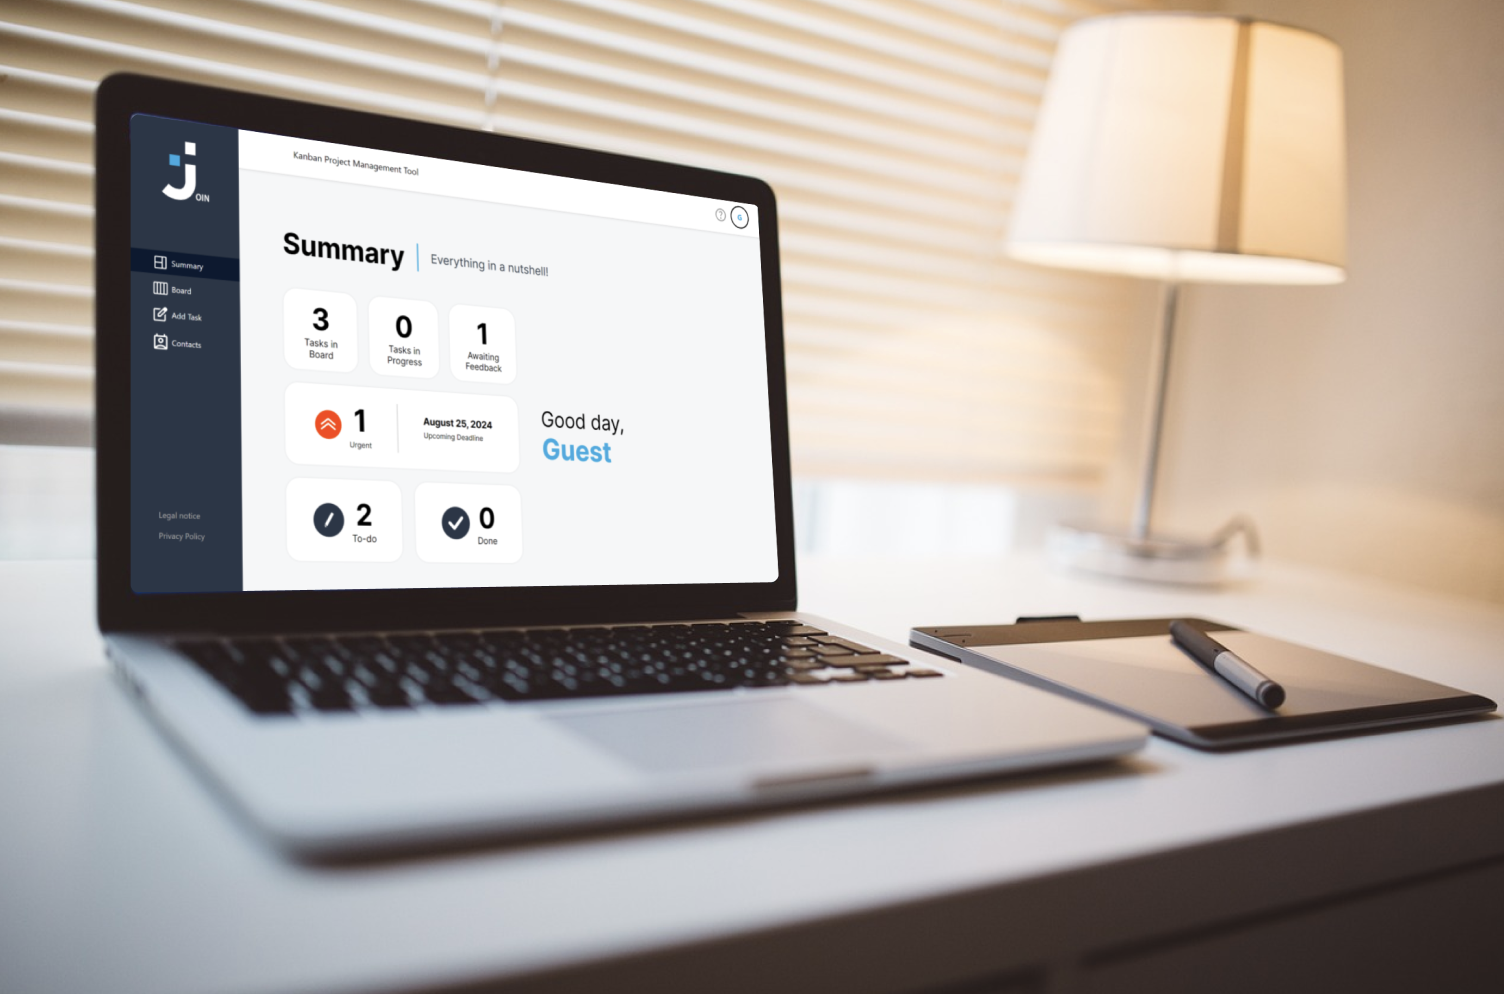 JOIN
Kanban Project Management Tool
?
G
Summary
Board
Add Task
Contacts
Legal notice
Privacy Policy
Summary
Everything in a nutshell!
3
Tasks in
Board
0
Tasks in
Progress
1
Awaiting
Feedback
1
Urgent
August 25, 2024
Upcoming Deadline
2
To-do
0
Done
Good day,
Guest